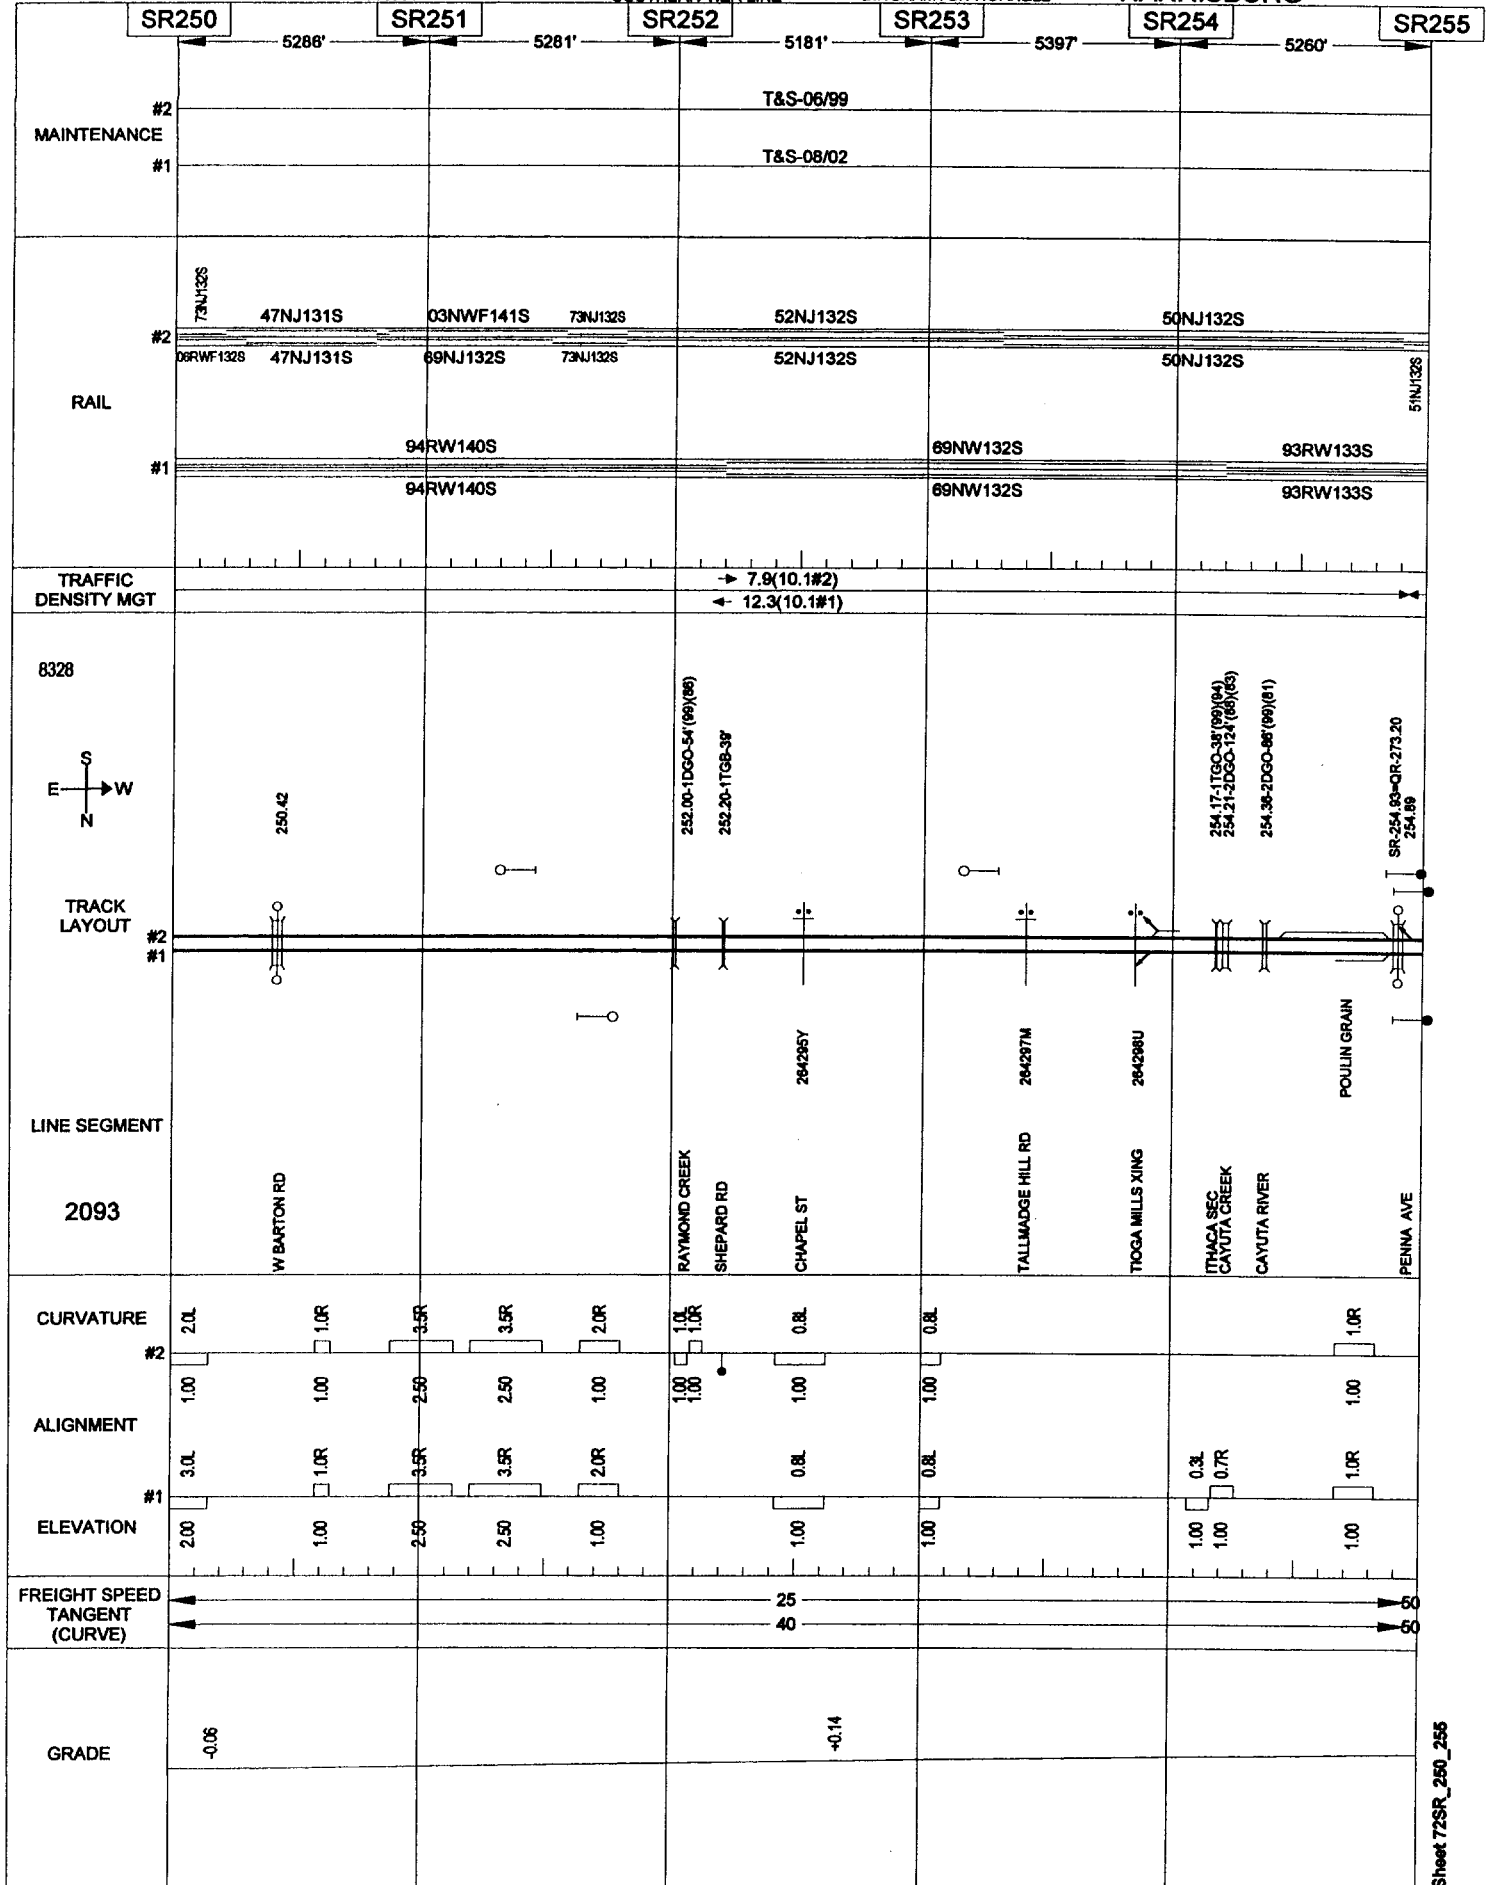 SR250 SR251 SR252 SR253 SR254 SR255
5286' 5281' 5181' 5397' 5260'
#2 T&S-06/99
MAINTENANCE
#1 T&S-08/02
73NJ132S
47NJ131S 03NWF141S 73NJ132S 52NJ132S 50NJ132S
#2
06RWF132S 47NJ131S 69NJ132S 73NJ132S 52NJ132S 50NJ132S
51NJ132S
RAIL
94RW140S 69NW132S 93RW133S
#1
94RW140S 69NW132S 93RW133S
TRAFFIC
DENSITY MGT
7.9(10.1#2)
12.3(10.1#1)
8328
S
E W
N
250.42
252.00-1DGO-54'(99)(86)
252.20-1TGB-39'
254.17-1TGO-38'(99)(94)
254.21-2DGO-124'(88)(83)
254.36-2DGO-86'(99)(81)
SR-254.93=QR-273.20
254.89
TRACK
LAYOUT
#2
#1
264295Y
264297M
264298U
POULIN GRAIN
LINE SEGMENT
2093
W BARTON RD
RAYMOND CREEK
SHEPARD RD
CHAPEL ST
TALLMADGE HILL RD
TIOGA MILLS XING
ITHACA SEC
CAYUTA CREEK
CAYUTA RIVER
PENNA AVE
CURVATURE
2.0L 1.0R 3.5R 3.5R 2.0R 1.0L 1.0R 0.8L 0.8L 1.0R
#2
1.00 1.00 2.50 2.50 1.00 1.00 1.00 1.00 1.00 1.00
ALIGNMENT
3.0L 1.0R 3.5R 3.5R 2.0R 0.8L 0.8L 0.3L 0.7R 1.0R
#1
ELEVATION
2.00 1.00 2.50 2.50 1.00 1.00 1.00 1.00 1.00 1.00
FREIGHT SPEED
TANGENT
(CURVE)
25 50
40 50
GRADE
-0.06 +0.14
Sheet 72SR_250_255